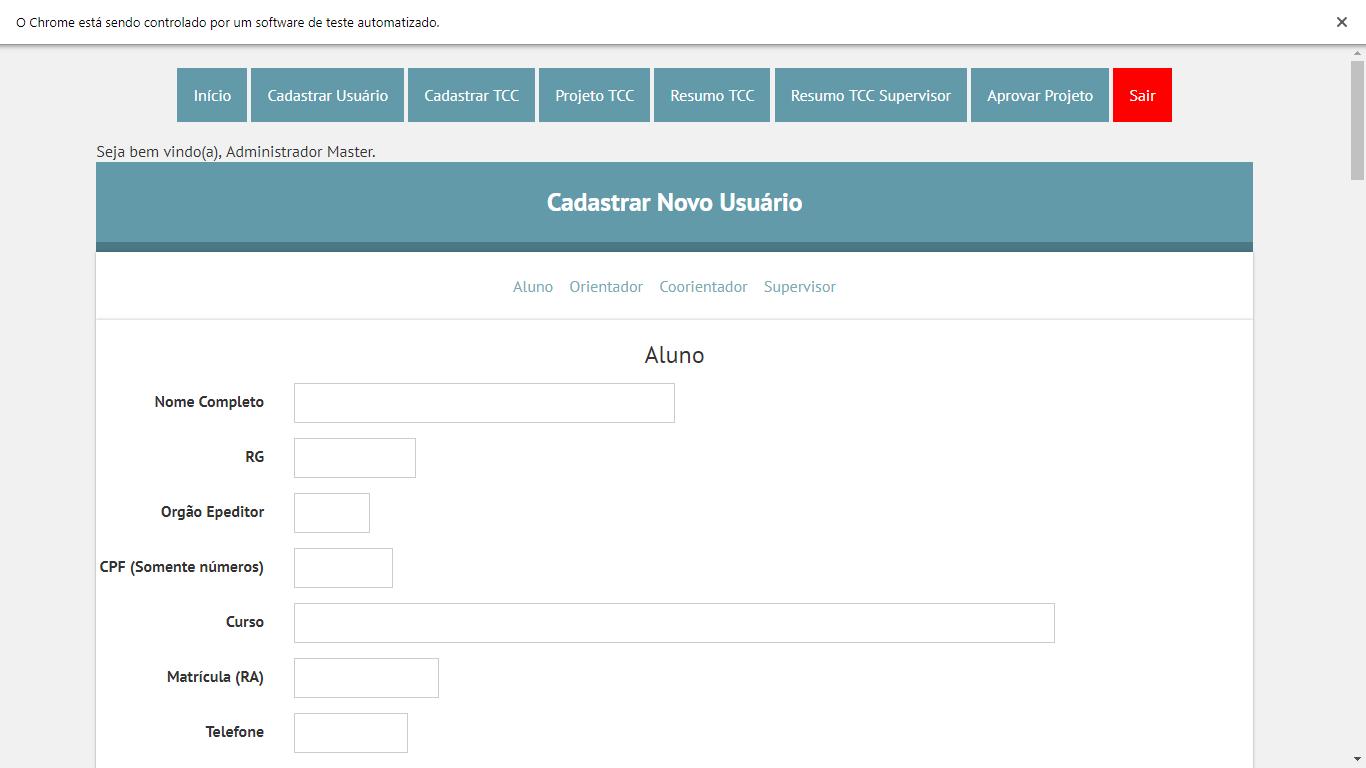 O Chrome está sendo controlado por um software de teste automatizado.
Início Cadastrar Usuário Cadastrar TCC Projeto TCC Resumo TCC Resumo TCC Supervisor Aprovar Projeto Sair
Seja bem vindo(a), Administrador Master.
Cadastrar Novo Usuário
Aluno Orientador Coorientador Supervisor
Aluno
Nome Completo
RG
Orgão Epeditor
CPF (Somente números)
Curso
Matrícula (RA)
Telefone